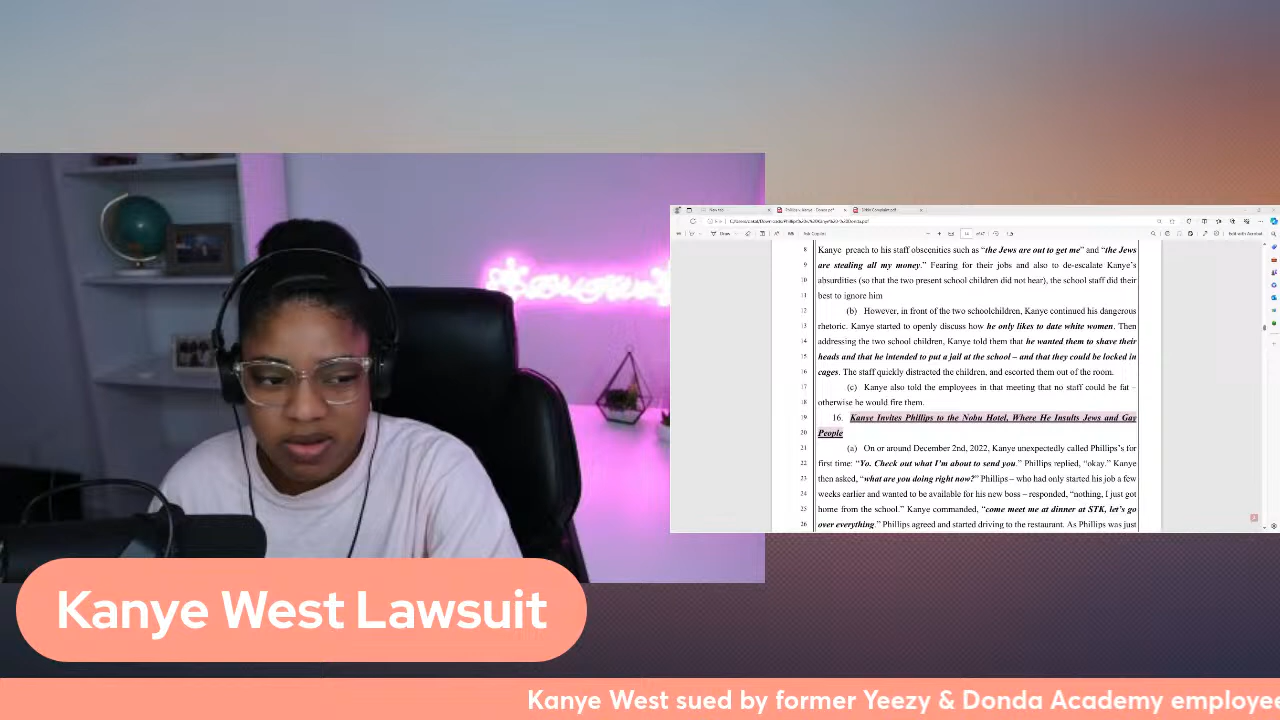 New tab
Phillips v. Kanye - Donda.pdf
of 47
Draw
Ask Copilot
Edit with Acrobat
8 Kanye preach to his staff obscenities such as “the Jews are out to get me” and “the Jews
9 are stealing all my money.” Fearing for their jobs and also to de-escalate Kanye’s
10 absurdities (so that the two present school children did not hear), the school staff did their
11 best to ignore him
12 (b) However, in front of the two schoolchildren, Kanye continued his dangerous
13 rhetoric. Kanye started to openly discuss how he only likes to date white women. Then
14 addressing the two school children, Kanye told them that he wanted them to shave their
15 heads and that he intended to put a jail at the school – and that they could be locked in
16 cages. The staff quickly distracted the children, and escorted them out of the room.
17 (c) Kanye also told the employees in that meeting that no staff could be fat –
18 otherwise he would fire them.
19 16. Kanye Invites Phillips to the Nobu Hotel, Where He Insults Jews and Gay
20 People
21 (a) On or around December 2nd, 2022, Kanye unexpectedly called Phillips’s for
22 first time: “Yo. Check out what I’m about to send you.” Phillips replied, “okay.” Kanye
23 then asked, “what are you doing right now?” Phillips – who had only started his job a few
24 weeks earlier and wanted to be available for his new boss – responded, “nothing, I just got
25 home from the school.” Kanye commanded, “come meet me at dinner at STK, let’s go
26 over everything.” Phillips agreed and started driving to the restaurant. As Phillips was just
Kanye West Lawsuit
Kanye West sued by former Yeezy & Donda Academy employee